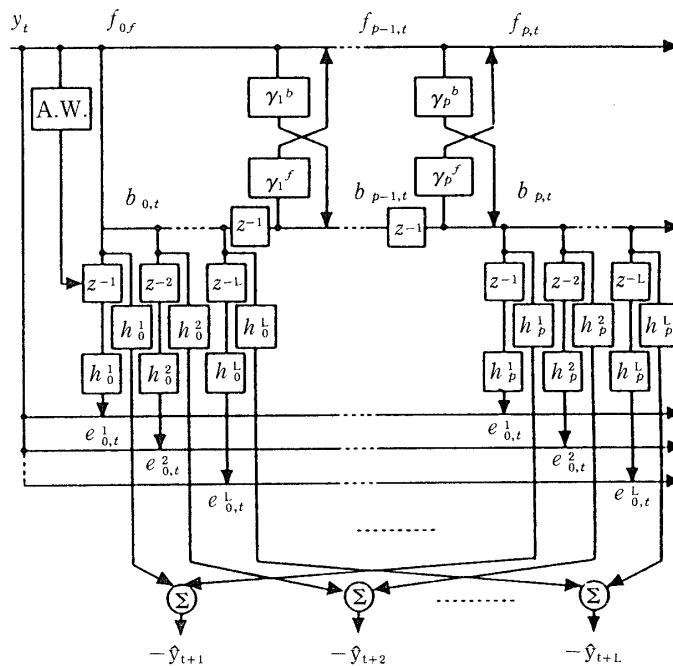 y_t f_{0f} f_{p-1,t} f_{p,t}
A.W. γ_1^b γ_p^b
γ_1^f γ_p^f
b_{0,t} b_{p-1,t} b_{p,t}
z^{-1} z^{-1}
z^{-1} z^{-2} z^{-L} z^{-1} z^{-2} z^{-L}
h_0^1 h_0^2 h_0^L h_p^1 h_p^2 h_p^L
h_0^1 h_0^2 h_0^L h_p^1 h_p^2 h_p^L
e_{0,t}^1 e_{0,t}^1
e_{0,t}^2 e_{0,t}^2
e_{0,t}^L e_{0,t}^L
Σ Σ Σ
−ŷ_{t+1} −ŷ_{t+2} −ŷ_{t+L}